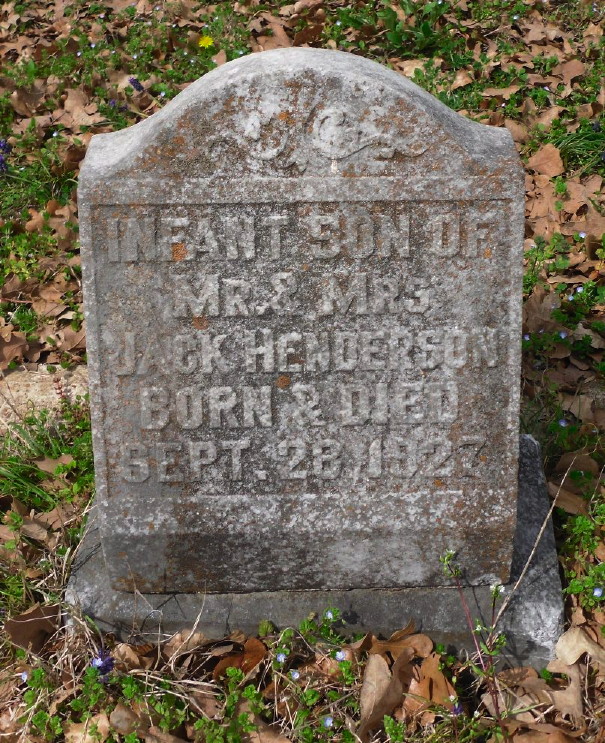 INFANT SON OF
MR. & MRS
JACK HENDERSON
BORN & DIED
SEPT. 28, 1927